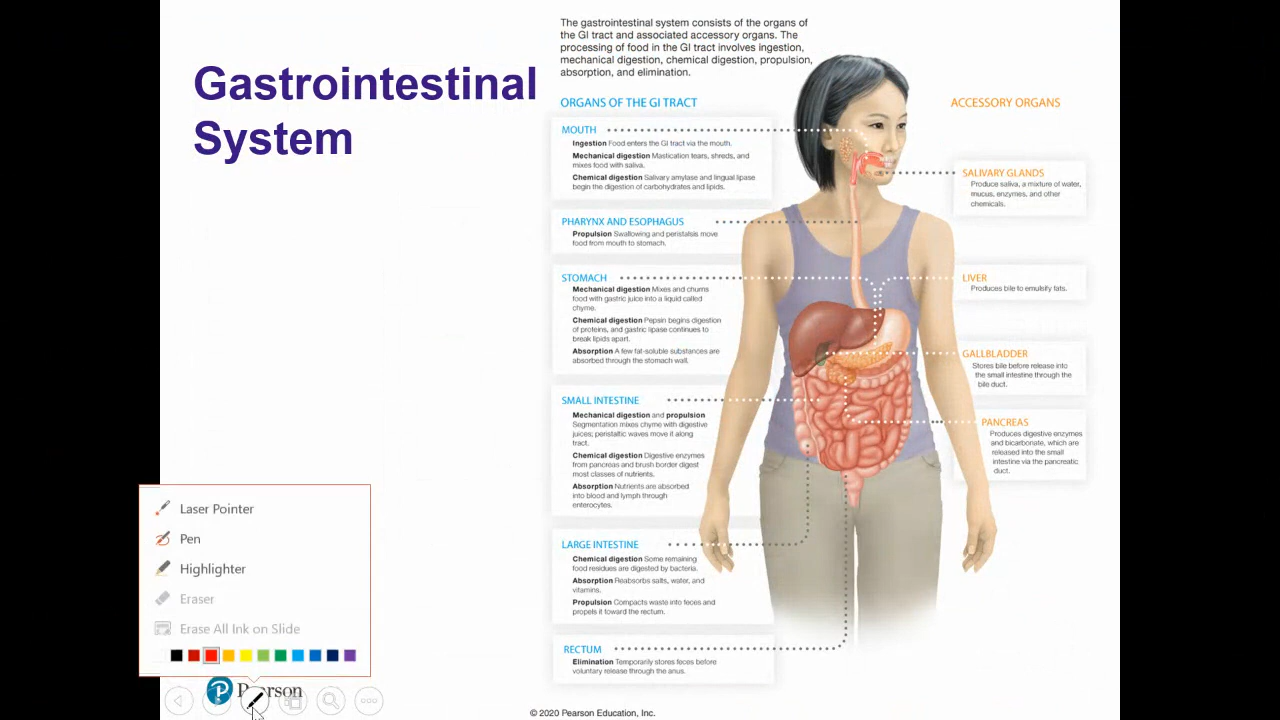 Gastrointestinal
System
The gastrointestinal system consists of the organs of
the GI tract and associated accessory organs. The
processing of food in the GI tract involves ingestion,
mechanical digestion, chemical digestion, propulsion,
absorption, and elimination.
ORGANS OF THE GI TRACT
MOUTH
Ingestion Food enters the GI tract via the mouth.
Mechanical digestion Mastication tears, shreds, and
mixes food with saliva.
Chemical digestion Salivary amylase and lingual lipase
begin the digestion of carbohydrates and lipids.
PHARYNX AND ESOPHAGUS
Propulsion Swallowing and peristalsis move
food from mouth to stomach.
STOMACH
Mechanical digestion Mixes and churns
food with gastric juice into a liquid called
chyme.
Chemical digestion Pepsin begins digestion
of proteins, and gastric lipase continues to
break lipids apart.
Absorption A few fat-soluble substances are
absorbed through the stomach wall.
SMALL INTESTINE
Mechanical digestion and propulsion
Segmentation mixes chyme with digestive
juices; peristaltic waves move it along
tract.
Chemical digestion Digestive enzymes
from pancreas and brush border digest
most classes of nutrients.
Absorption Nutrients are absorbed
into blood and lymph through
enterocytes.
LARGE INTESTINE
Chemical digestion Some remaining
food residues are digested by bacteria.
Absorption Reabsorbs salts, water, and
vitamins.
Propulsion Compacts waste into feces and
propels it toward the rectum.
RECTUM
Elimination Temporarily stores feces before
voluntary release through the anus.
ACCESSORY ORGANS
SALIVARY GLANDS
Produce saliva, a mixture of water,
mucus, enzymes, and other
chemicals.
LIVER
Produces bile to emulsify fats.
GALLBLADDER
Stores bile before release into
the small intestine through the
bile duct.
PANCREAS
Produces digestive enzymes
and bicarbonate, which are
released into the small
intestine via the pancreatic
duct.
Laser Pointer
Pen
Highlighter
Eraser
Erase All Ink on Slide
Pearson
© 2020 Pearson Education, Inc.